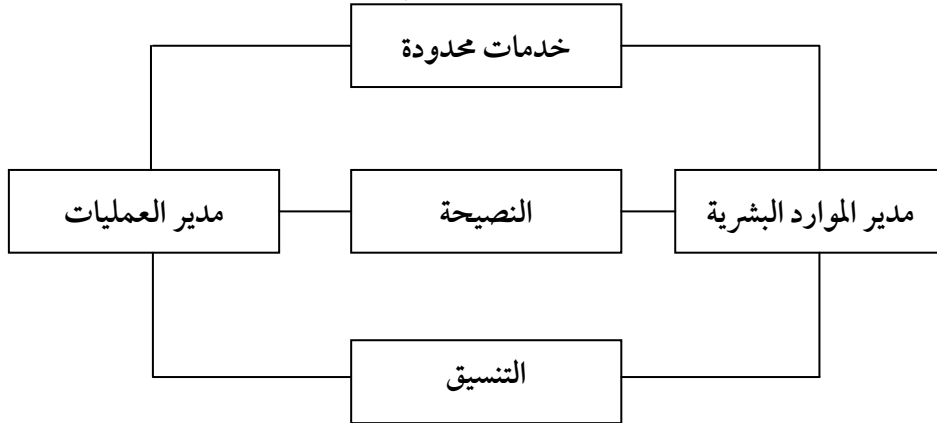 خدمات محدودة
مدير الموارد البشرية
النصيحة
مدير العمليات
التنسيق